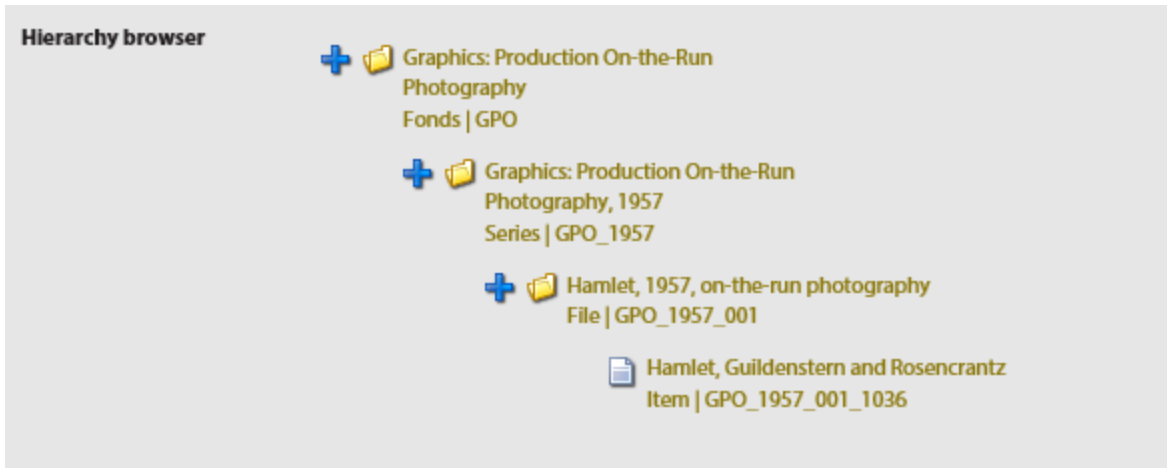 Hierarchy browser
Graphics: Production On-the-Run
Photography
Fonds | GPO
Graphics: Production On-the-Run
Photography, 1957
Series | GPO_1957
Hamlet, 1957, on-the-run photography
File | GPO_1957_001
Hamlet, Guildenstern and Rosencrantz
Item | GPO_1957_001_1036